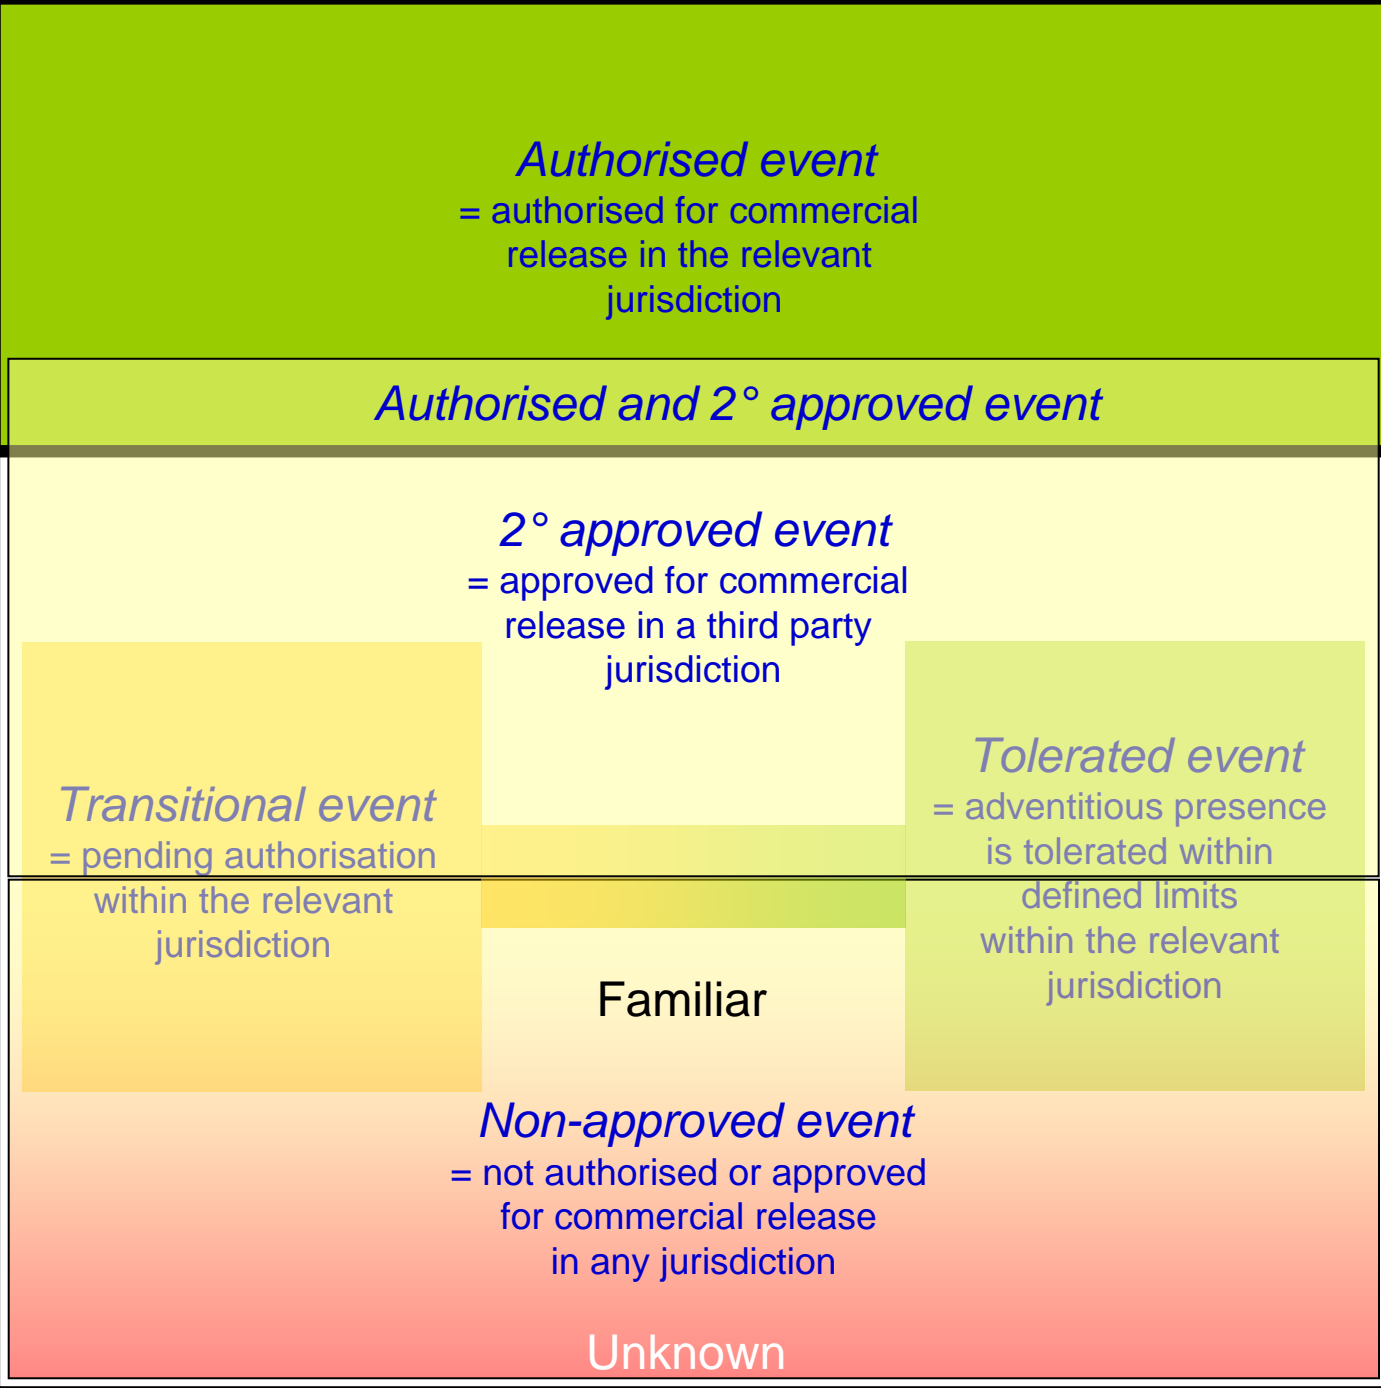 Authorised event
= authorised for commercial
release in the relevant
jurisdiction
Authorised and 2° approved event
2° approved event
= approved for commercial
release in a third party
jurisdiction
Transitional event
= pending authorisation
within the relevant
jurisdiction
Tolerated event
= adventitious presence
is tolerated within
defined limits
within the relevant
jurisdiction
Familiar
Non-approved event
= not authorised or approved
for commercial release
in any jurisdiction
Unknown